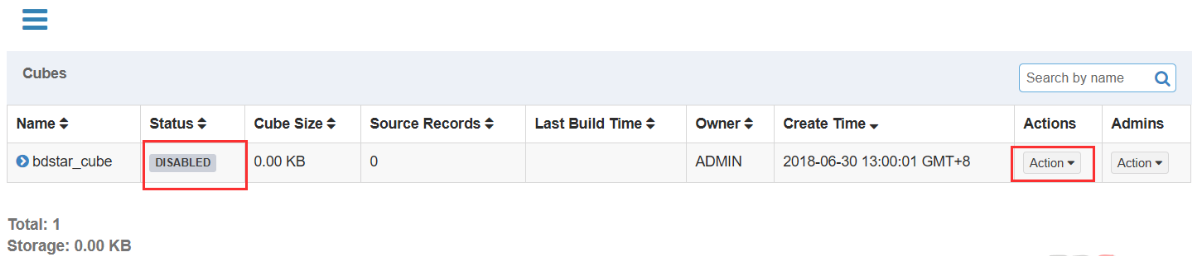 Cubes
Search by name
Name Status Cube Size Source Records Last Build Time Owner Create Time Actions Admins
bdstar_cube DISABLED 0.00 KB 0 ADMIN 2018-06-30 13:00:01 GMT+8 Action Action
Total: 1
Storage: 0.00 KB